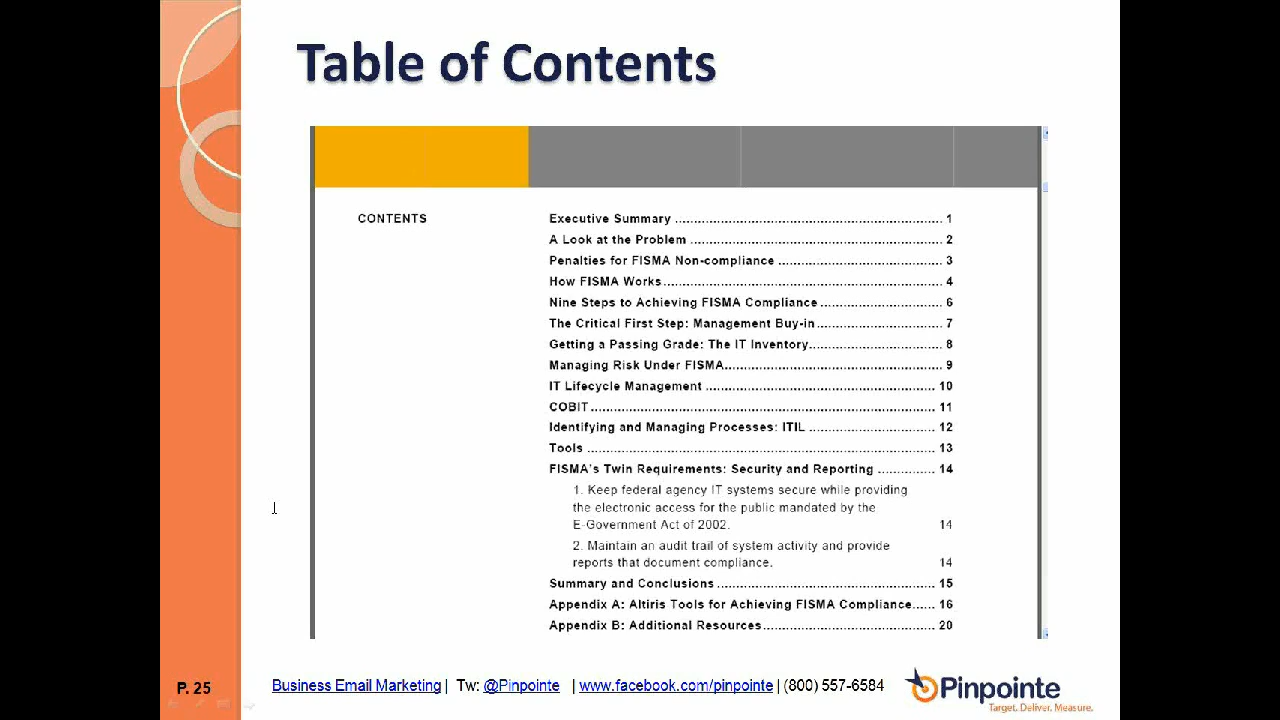 Table of Contents
CONTENTS
Executive Summary ........................................ 1
A Look at the Problem ........................................ 2
Penalties for FISMA Non-compliance ........................................ 3
How FISMA Works ........................................ 4
Nine Steps to Achieving FISMA Compliance ........................................ 6
The Critical First Step: Management Buy-in ........................................ 7
Getting a Passing Grade: The IT Inventory ........................................ 8
Managing Risk Under FISMA ........................................ 9
IT Lifecycle Management ........................................ 10
COBIT ........................................ 11
Identifying and Managing Processes: ITIL ........................................ 12
Tools ........................................ 13
FISMA's Twin Requirements: Security and Reporting .............. 14
1. Keep federal agency IT systems secure while providing
the electronic access for the public mandated by the
E-Government Act of 2002. 14
2. Maintain an audit trail of system activity and provide
reports that document compliance. 14
Summary and Conclusions ........................................ 15
Appendix A: Altiris Tools for Achieving FISMA Compliance...... 16
Appendix B: Additional Resources ........................................ 20
P. 25
Business Email Marketing | Tw: @Pinpointe | www.facebook.com/pinpointe | (800) 557-6584
Pinpointe
Target. Deliver. Measure.